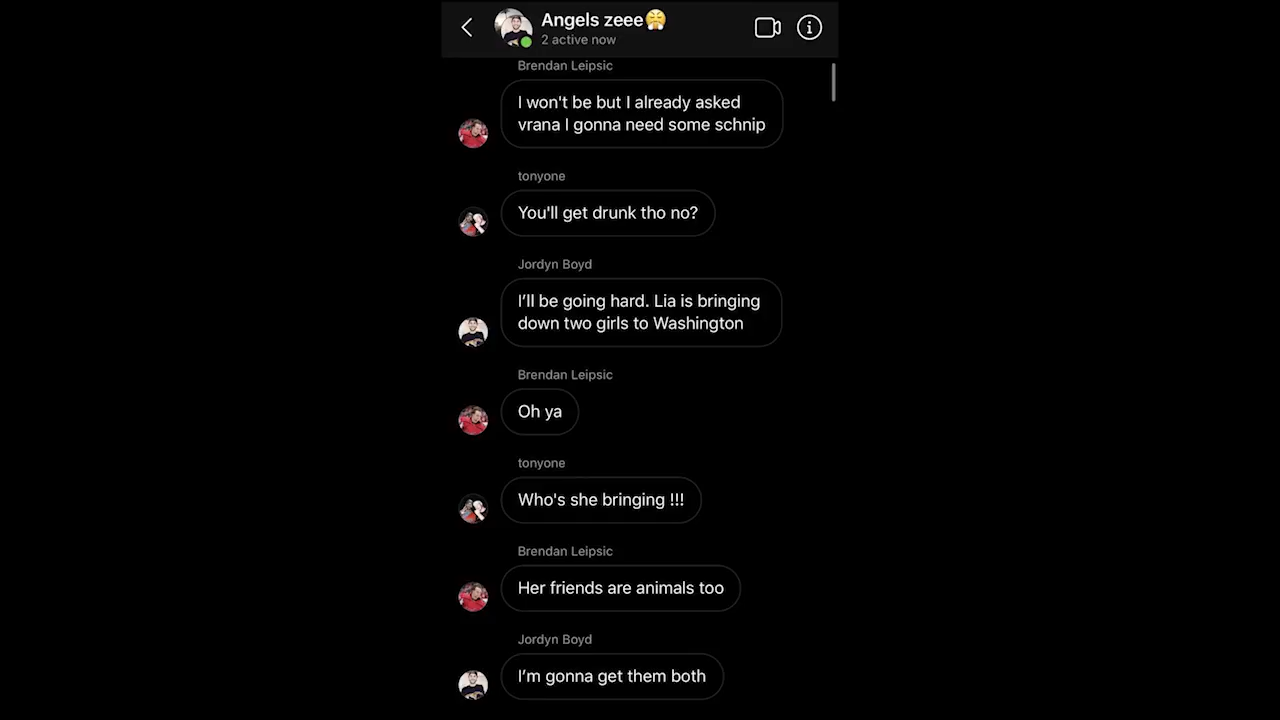 Angels zeee😤
2 active now
Brendan Leipsic
I won't be but I already asked
vrana I gonna need some schnip
tonyone
You'll get drunk tho no?
Jordyn Boyd
I’ll be going hard. Lia is bringing
down two girls to Washington
Brendan Leipsic
Oh ya
tonyone
Who's she bringing !!!
Brendan Leipsic
Her friends are animals too
Jordyn Boyd
I’m gonna get them both